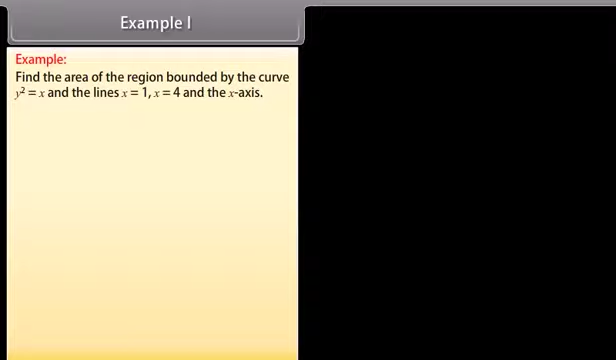 Example I
Example:
Find the area of the region bounded by the curve
y² = x and the lines x = 1, x = 4 and the x-axis.